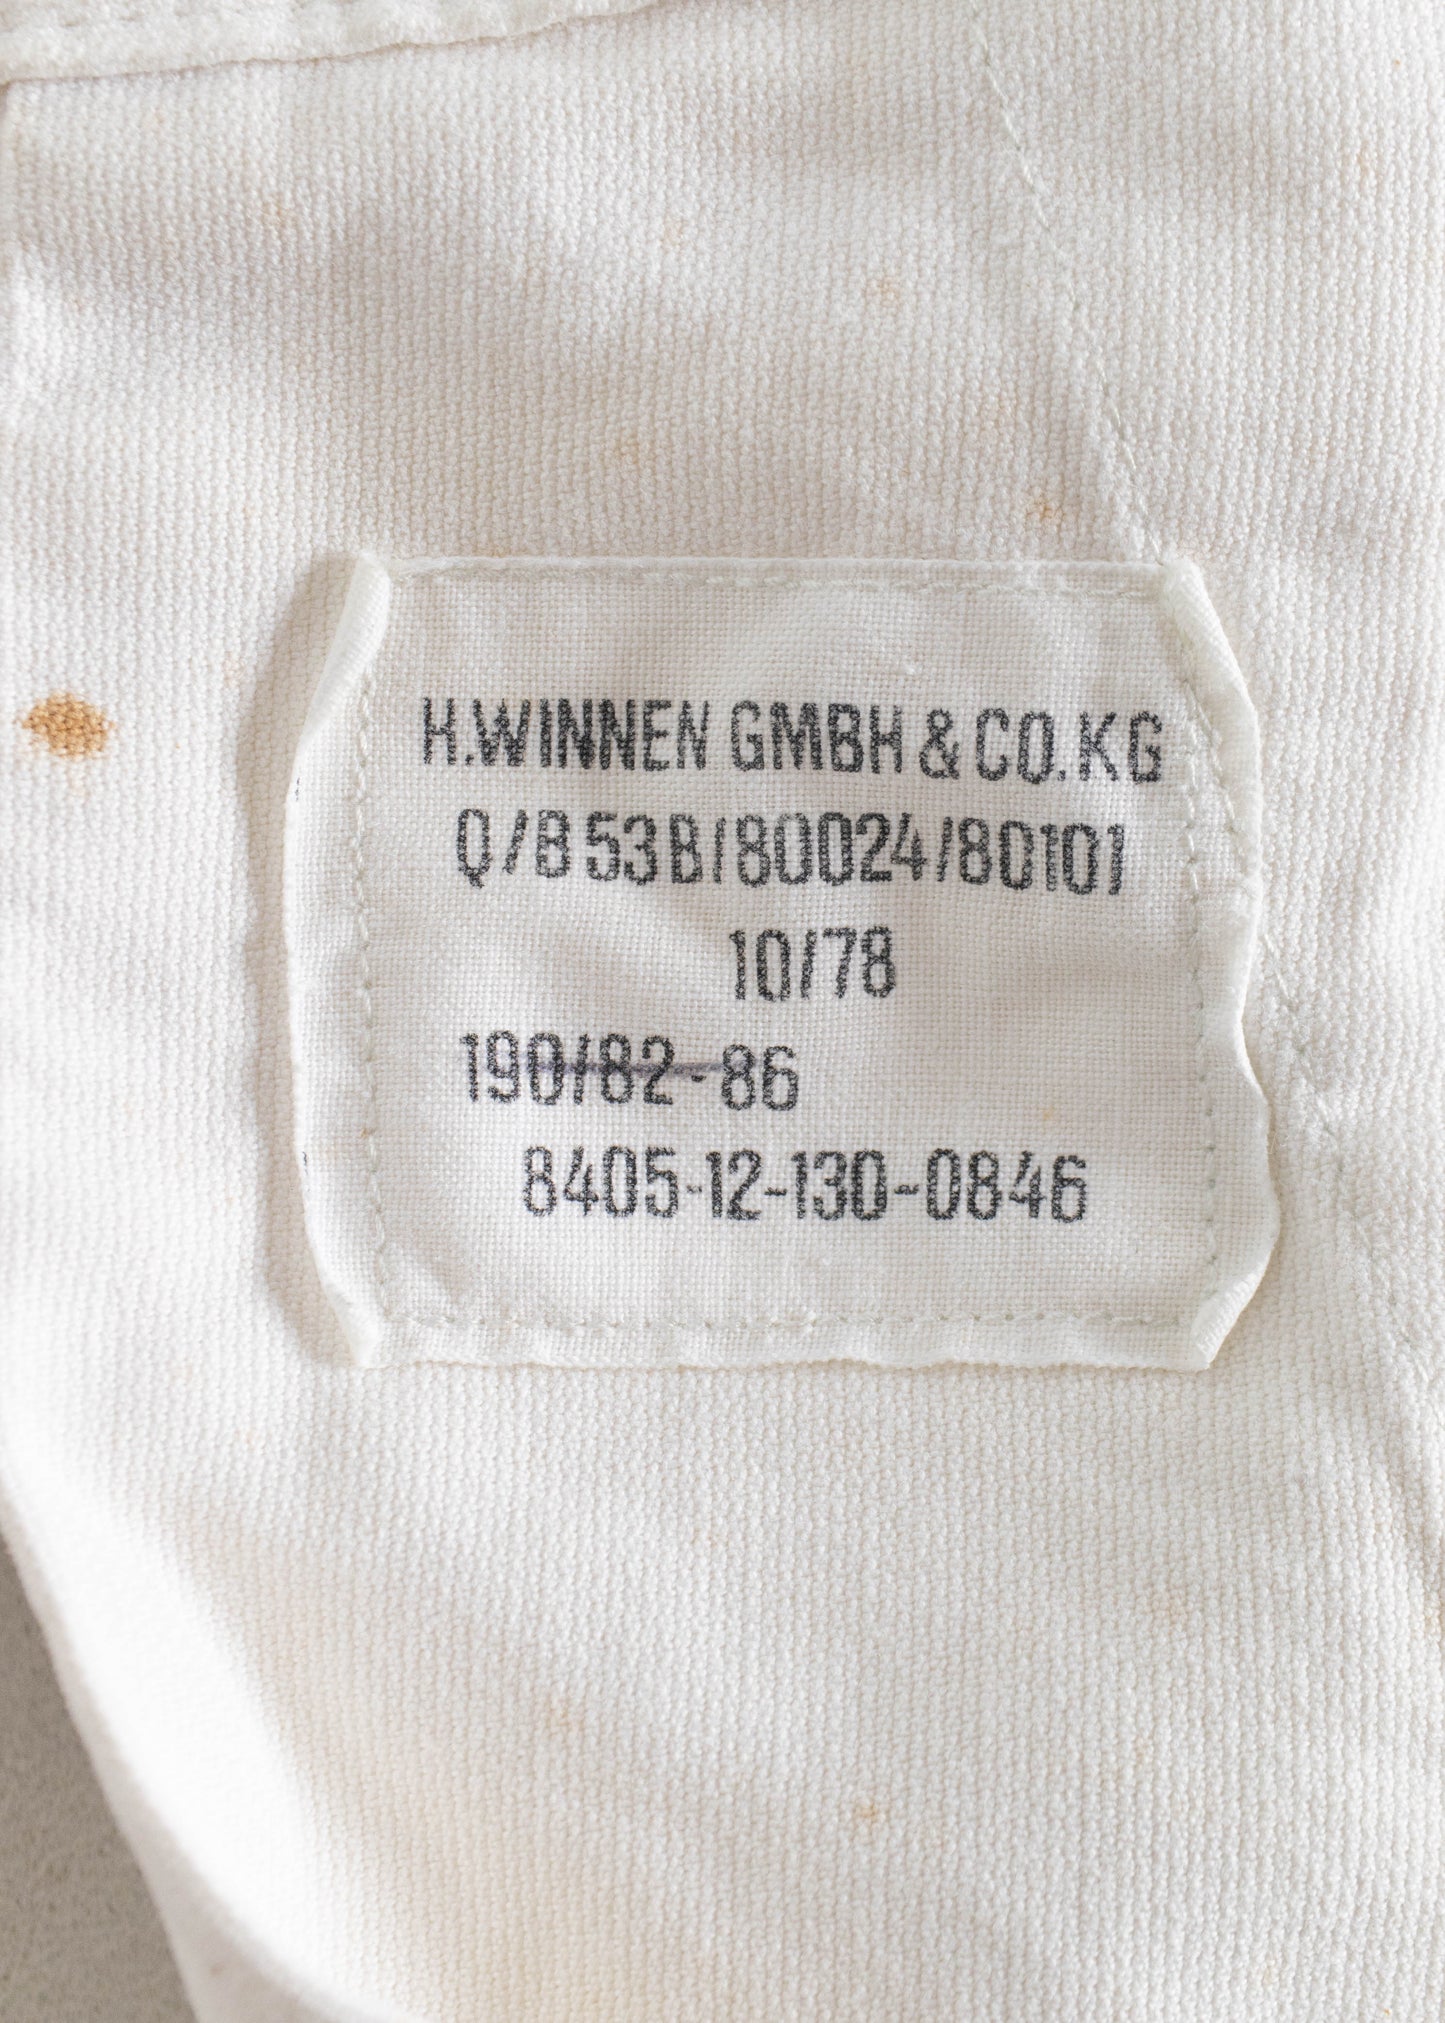 H.WINNEN GMBH & CO.KG
Q/B 53B/80024/80101
10/78
190/82-86
8405-12-130-0846